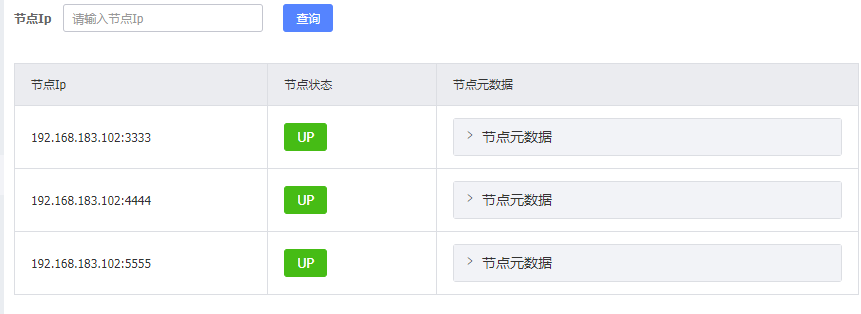 节点Ip 请输入节点Ip 查询
节点Ip 节点状态 节点元数据
192.168.183.102:3333 UP 节点元数据
192.168.183.102:4444 UP 节点元数据
192.168.183.102:5555 UP 节点元数据